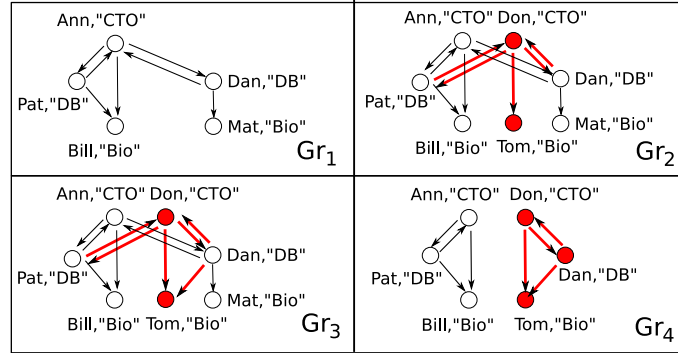 Ann,"CTO"
Dan,"DB"
Pat,"DB"
Mat,"Bio"
Bill,"Bio"
Gr1
Ann,"CTO" Don,"CTO"
Dan,"DB"
Pat,"DB"
Bill,"Bio" Tom,"Bio" Mat,"Bio"
Gr2
Ann,"CTO" Don,"CTO"
Dan,"DB"
Pat,"DB"
Mat,"Bio"
Bill,"Bio" Tom,"Bio"
Gr3
Ann,"CTO" Don,"CTO"
Pat,"DB" Dan,"DB"
Bill,"Bio" Tom,"Bio"
Gr4